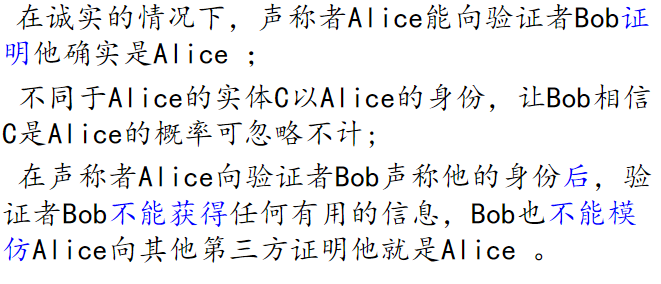 在诚实的情况下，声称者Alice能向验证者Bob证
明他确实是Alice ；
不同于Alice的实体C以Alice的身份，让Bob相信
C是Alice的概率可忽略不计；
在声称者Alice向验证者Bob声称他的身份后，验
证者Bob不能获得任何有用的信息，Bob也不能模
仿Alice向其他第三方证明他就是Alice 。